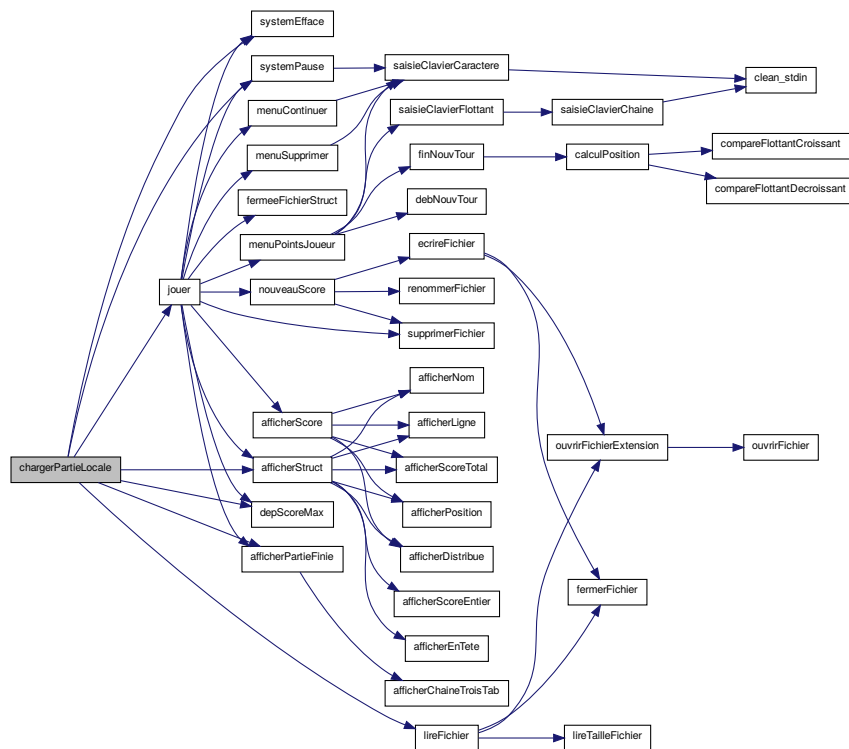 systemEfface
systemPause
saisieClavierCaractere
clean_stdin
menuContinuer
saisieClavierFlottant
saisieClavierChaine
menuSupprimer
finNouvTour
calculPosition
compareFlottantCroissant
compareFlottantDecroissant
fermeeFichierStruct
debNouvTour
menuPointsJoueur
ecrireFichier
jouer
nouveauScore
renommerFichier
supprimerFichier
afficherNom
afficherScore
afficherLigne
ouvrirFichierExtension
ouvrirFichier
chargerPartieLocale
afficherStruct
afficherScoreTotal
depScoreMax
afficherPosition
afficherPartieFinie
afficherDistribue
fermerFichier
afficherScoreEntier
afficherEnTete
afficherChaineTroisTab
lireFichier
lireTailleFichier